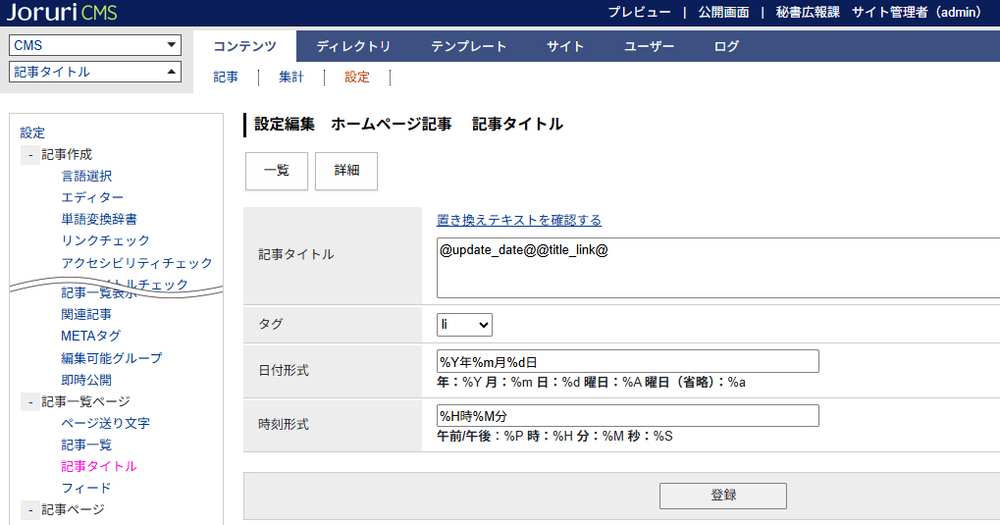 Joruri CMS
プレビュー | 公開画面 | 秘書広報課 サイト管理者（admin）
CMS
記事タイトル
コンテンツ ディレクトリ テンプレート サイト ユーザー ログ
記事 集計 設定
設定
- 記事作成
言語選択
エディター
単語変換辞書
リンクチェック
アクセシビリティチェック
イトルチェック
記事一覧表示
関連記事
METAタグ
編集可能グループ
即時公開
- 記事一覧ページ
ページ送り文字
記事一覧
記事タイトル
フィード
- 記事ページ
設定編集 ホームページ記事 記事タイトル
一覧 詳細
記事タイトル
置き換えテキストを確認する
@update_date@@title_link@
タグ
li
日付形式
%Y年%m月%d日
年：%Y 月：%m 日：%d 曜日：%A 曜日（省略）：%a
時刻形式
%H時%M分
午前/午後：%P 時：%H 分：%M 秒：%S
登録